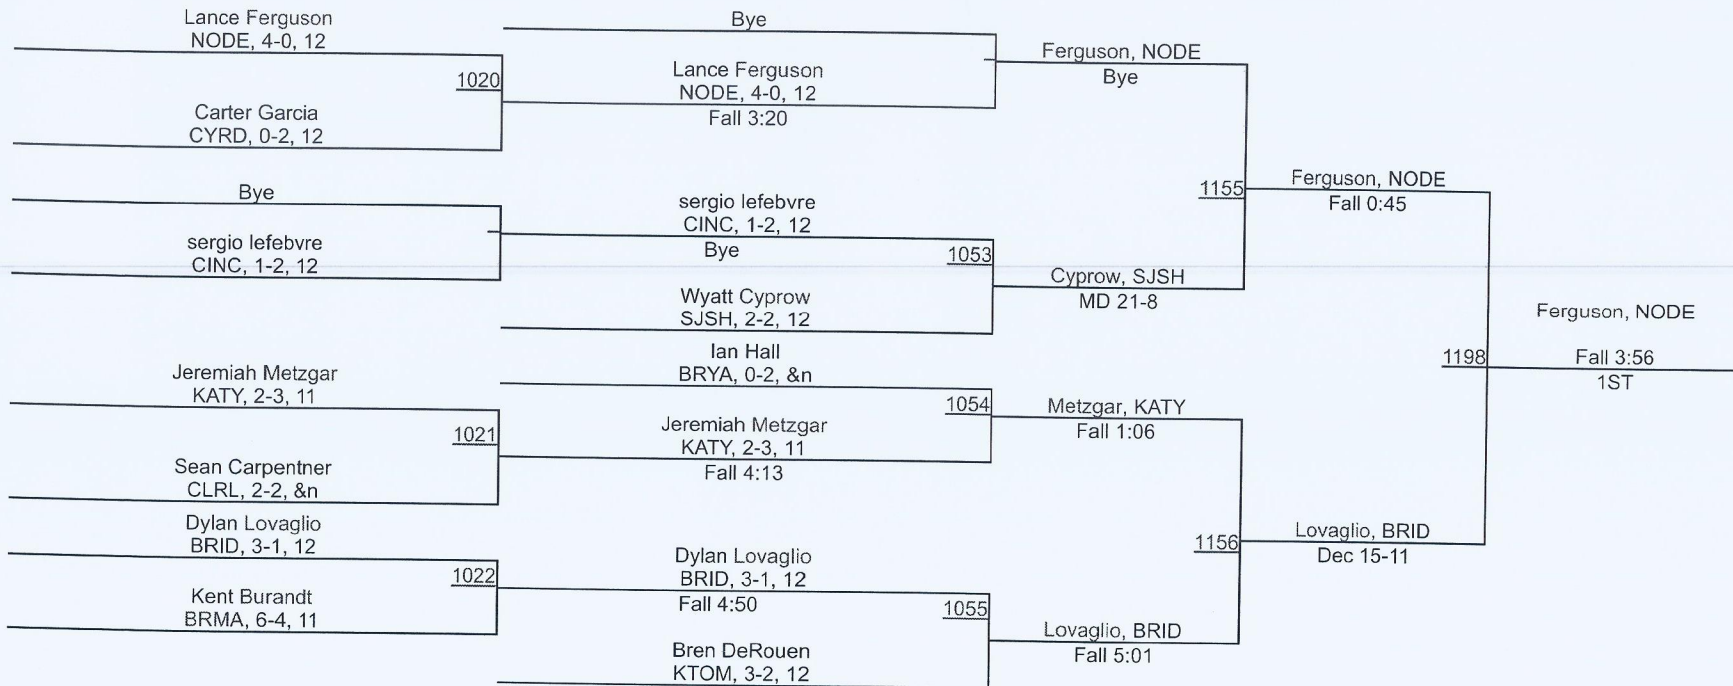 Lance Ferguson
NODE, 4-0, 12
1020
Carter Garcia
CYRD, 0-2, 12
Bye
sergio lefebvre
CINC, 1-2, 12
Jeremiah Metzgar
KATY, 2-3, 11
1021
Sean Carpentner
CLRL, 2-2, &n
Dylan Lovaglio
BRID, 3-1, 12
1022
Kent Burandt
BRMA, 6-4, 11
Bye
Lance Ferguson
NODE, 4-0, 12
Fall 3:20
sergio lefebvre
CINC, 1-2, 12
Bye
1053
Wyatt Cyprow
SJSH, 2-2, 12
Ian Hall
BRYA, 0-2, &n
1054
Jeremiah Metzgar
KATY, 2-3, 11
Fall 4:13
Dylan Lovaglio
BRID, 3-1, 12
Fall 4:50
1055
Bren DeRouen
KTOM, 3-2, 12
Ferguson, NODE
Bye
1155
Cyprow, SJSH
MD 21-8
Metzgar, KATY
Fall 1:06
1156
Lovaglio, BRID
Fall 5:01
Ferguson, NODE
Fall 0:45
1198
Lovaglio, BRID
Dec 15-11
Ferguson, NODE
Fall 3:56
1ST